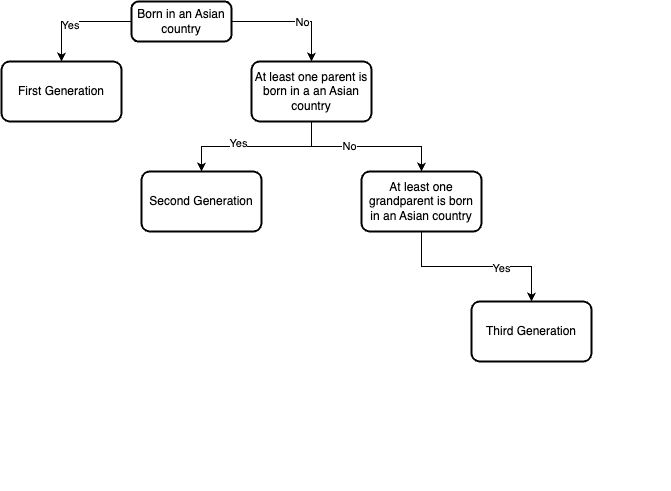 Born in an Asian
country
Yes
No
First Generation
At least one parent is
born in a an Asian
country
Yes
No
Second Generation
At least one
grandparent is born
in an Asian country
Yes
Third Generation